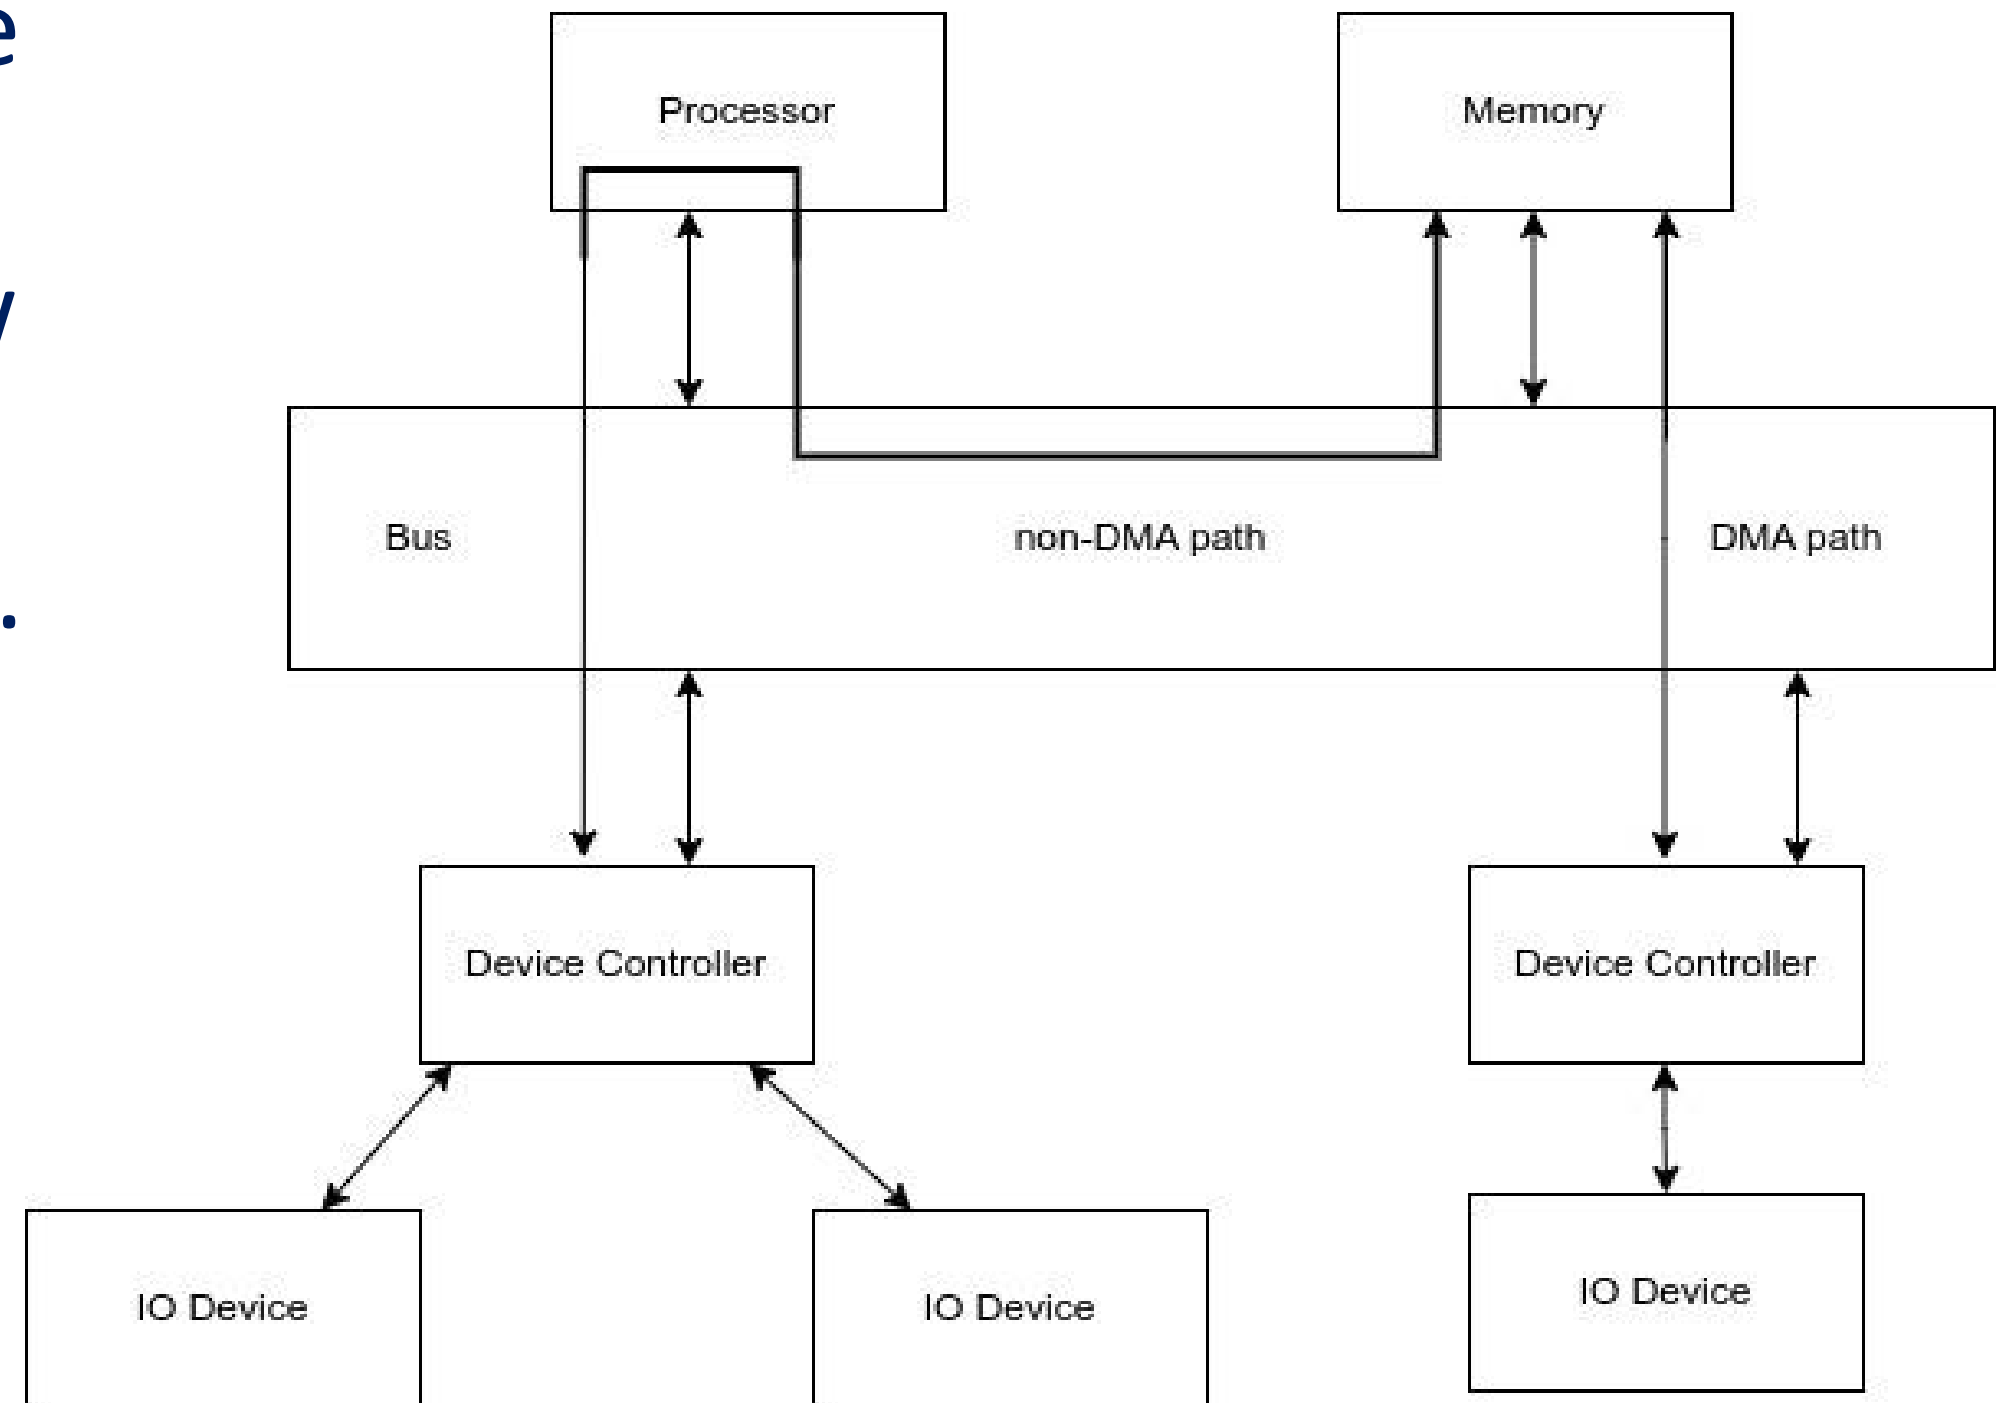 e
y
.
Processor
Memory
Bus
non-DMA path
DMA path
Device Controller
Device Controller
IO Device
IO Device
IO Device